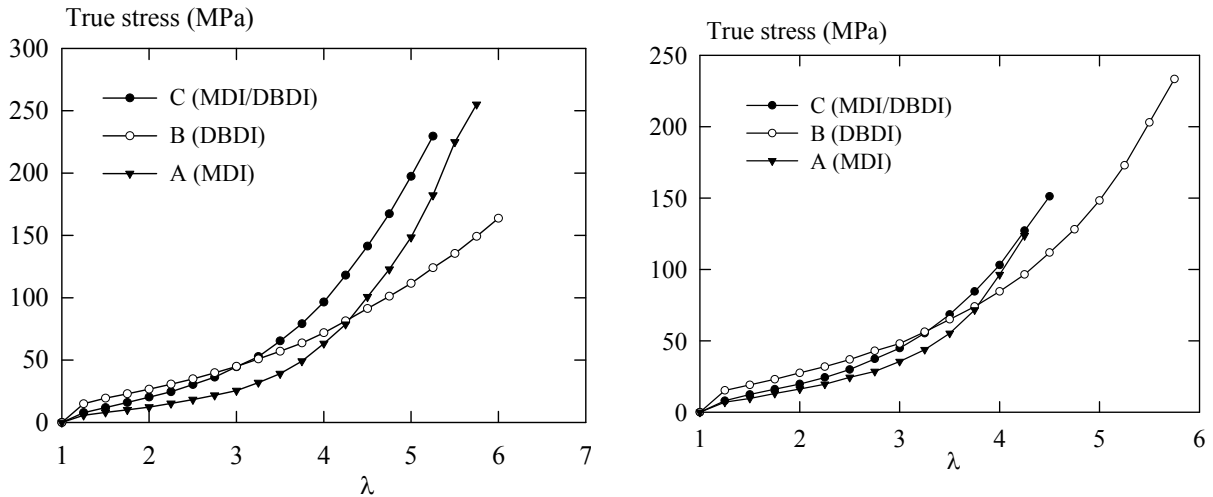 True stress (MPa)
300
250
200
150
100
50
0
C (MDI/DBDI)
B (DBDI)
A (MDI)
1 2 3 4 5 6 7
λ
True stress (MPa)
250
200
150
100
50
0
C (MDI/DBDI)
B (DBDI)
A (MDI)
1 2 3 4 5 6
λ